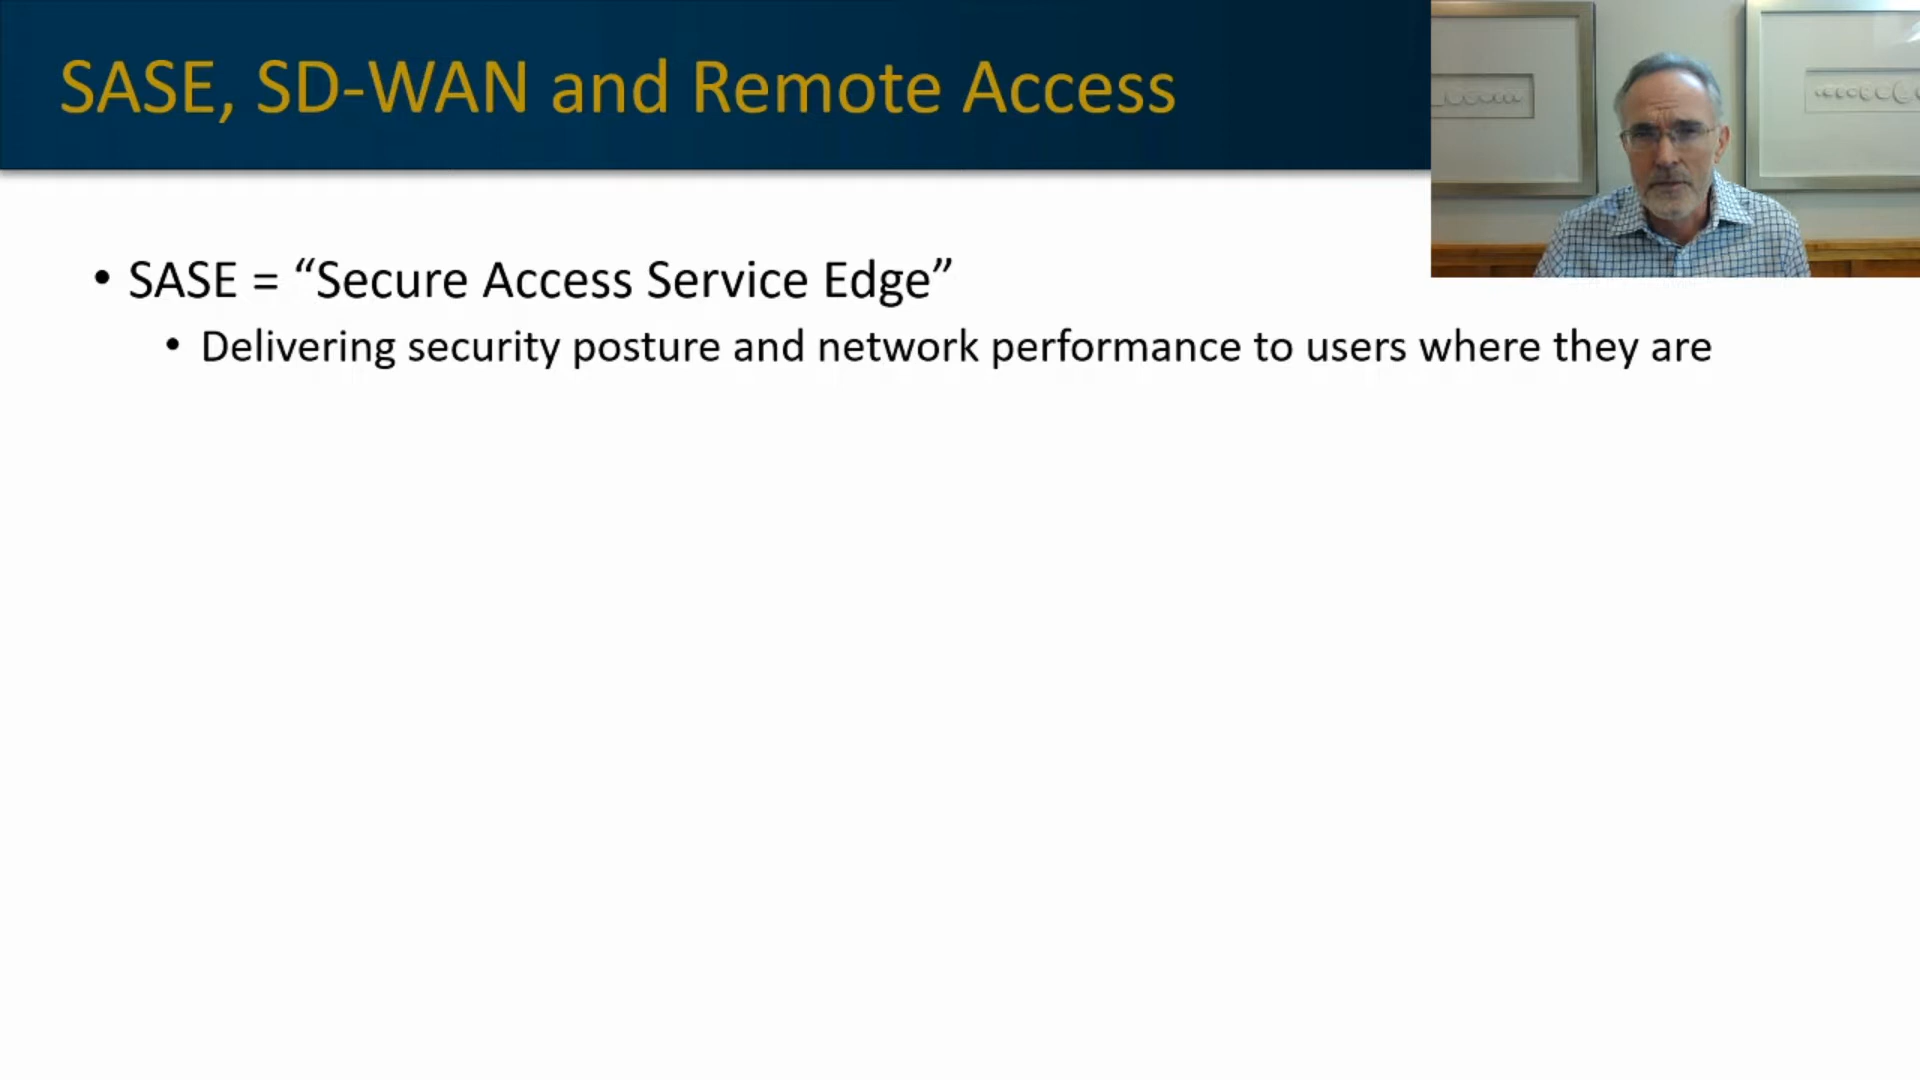 SASE, SD-WAN and Remote Access
• SASE = “Secure Access Service Edge”
• Delivering security posture and network performance to users where they are